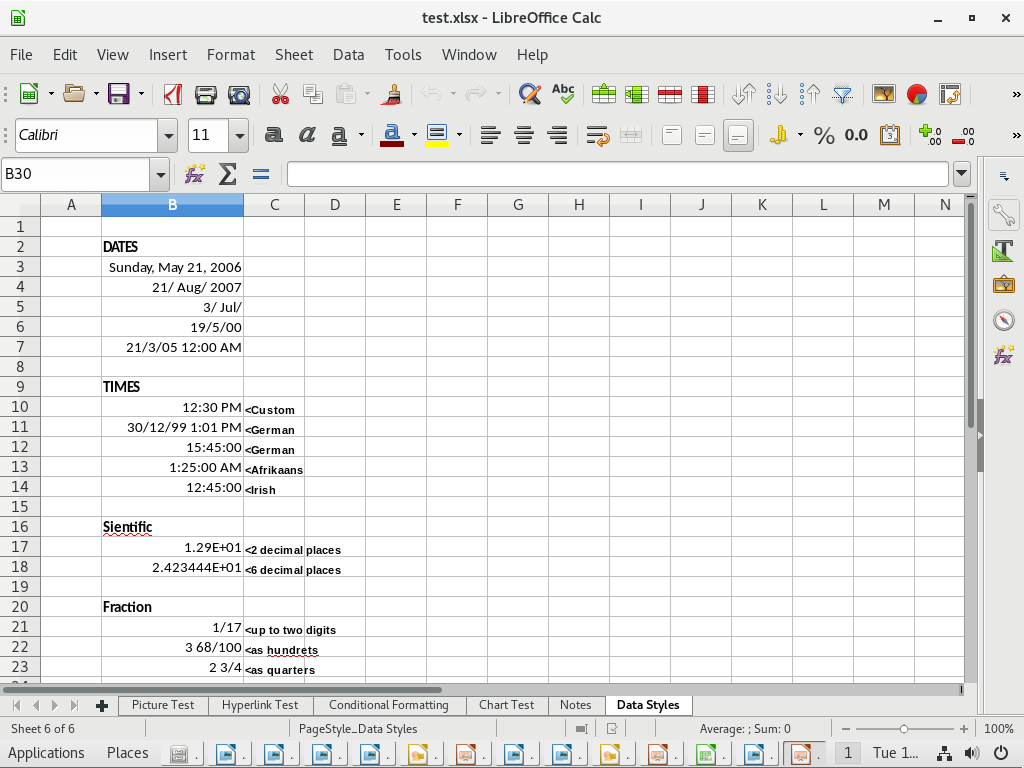 test.xlsx - LibreOffice Calc
File Edit View Insert Format Sheet Data Tools Window Help
Abc
Calibri 11
% 0.0
B30
A B C D E F G H I J K L M N
1
2 DATES
3 Sunday, May 21, 2006
4 21/ Aug/ 2007
5 3/ Jul/
6 19/5/00
7 21/3/05 12:00 AM
8
9 TIMES
10 12:30 PM <Custom
11 30/12/99 1:01 PM <German
12 15:45:00 <German
13 1:25:00 AM <Afrikaans
14 12:45:00 <Irish
15
16 Sientific
17 1.29E+01 <2 decimal places
18 2.423444E+01 <6 decimal places
19
20 Fraction
21 1/17 <up to two digits
22 3 68/100 <as hundrets
23 2 3/4 <as quarters
Picture Test Hyperlink Test Conditional Formatting Chart Test Notes Data Styles
Sheet 6 of 6 PageStyle_Data Styles Average: ; Sum: 0 100%
Applications Places 1 Tue 1...